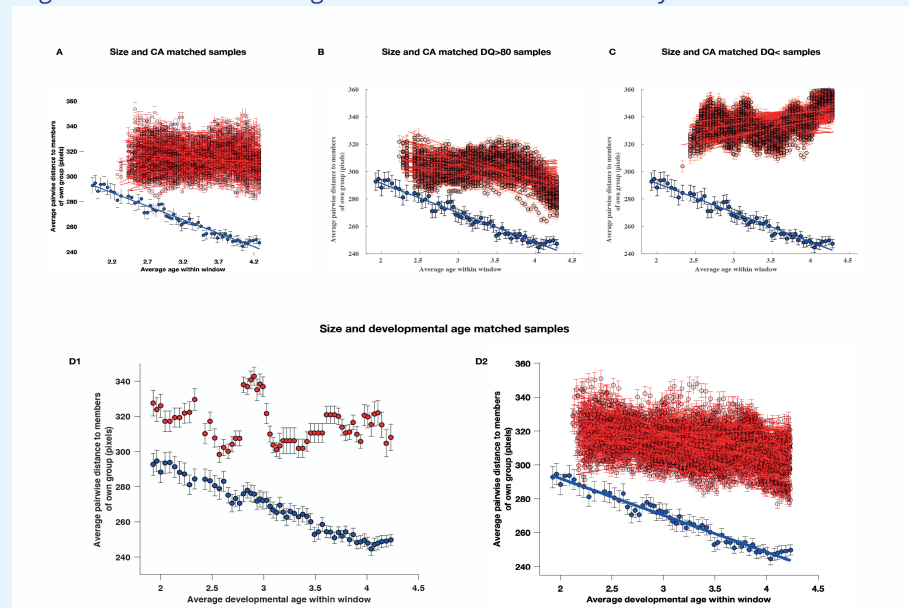 A Size and CA matched samples
B Size and CA matched DQ>80 samples
C Size and CA matched DQ< samples
Average pairwise distance to members
of own group (pixels)
360
340
320
300
280
260
240
2.2 2.7 3.2 3.7 4.2
Average age within window
Average pairwise distance to members
of own group (pixels)
360
340
320
300
280
260
240
2 2.5 3 3.5 4 4.5
Average age within window
Average pairwise distance to members
of own group (pixels)
360
340
320
300
280
260
240
2 2.5 3 3.5 4 4.5
Average age within window
Size and developmental age matched samples
D1
Average pairwise distance to members
of own group (pixels)
340
320
300
280
260
240
2 2.5 3 3.5 4 4.5
Average developmental age within window
D2
Average pairwise distance to members
of own group (pixels)
360
340
320
300
280
260
240
2 2.5 3 3.5 4 4.5
Average developmental age within window